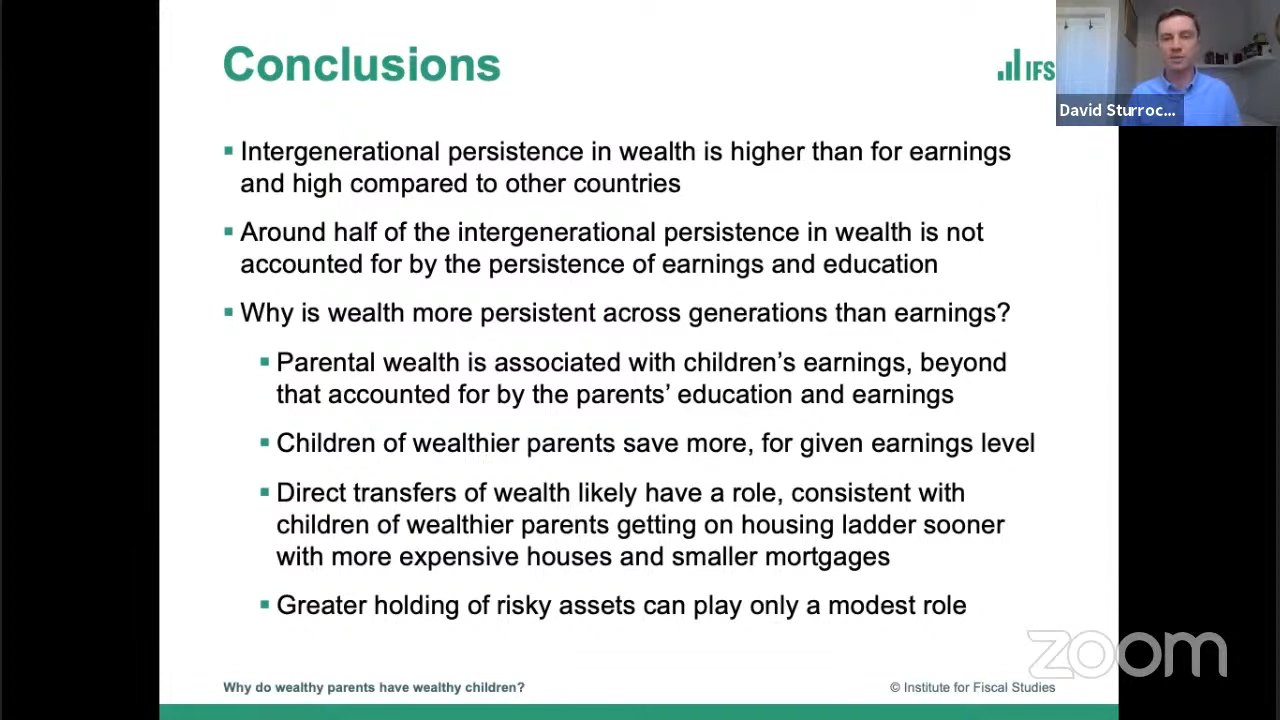 Conclusions
IFS
David Sturroc...
▪ Intergenerational persistence in wealth is higher than for earnings
and high compared to other countries
▪ Around half of the intergenerational persistence in wealth is not
accounted for by the persistence of earnings and education
▪ Why is wealth more persistent across generations than earnings?
▪ Parental wealth is associated with children’s earnings, beyond
that accounted for by the parents’ education and earnings
▪ Children of wealthier parents save more, for given earnings level
▪ Direct transfers of wealth likely have a role, consistent with
children of wealthier parents getting on housing ladder sooner
with more expensive houses and smaller mortgages
▪ Greater holding of risky assets can play only a modest role
zoom
Why do wealthy parents have wealthy children?
© Institute for Fiscal Studies